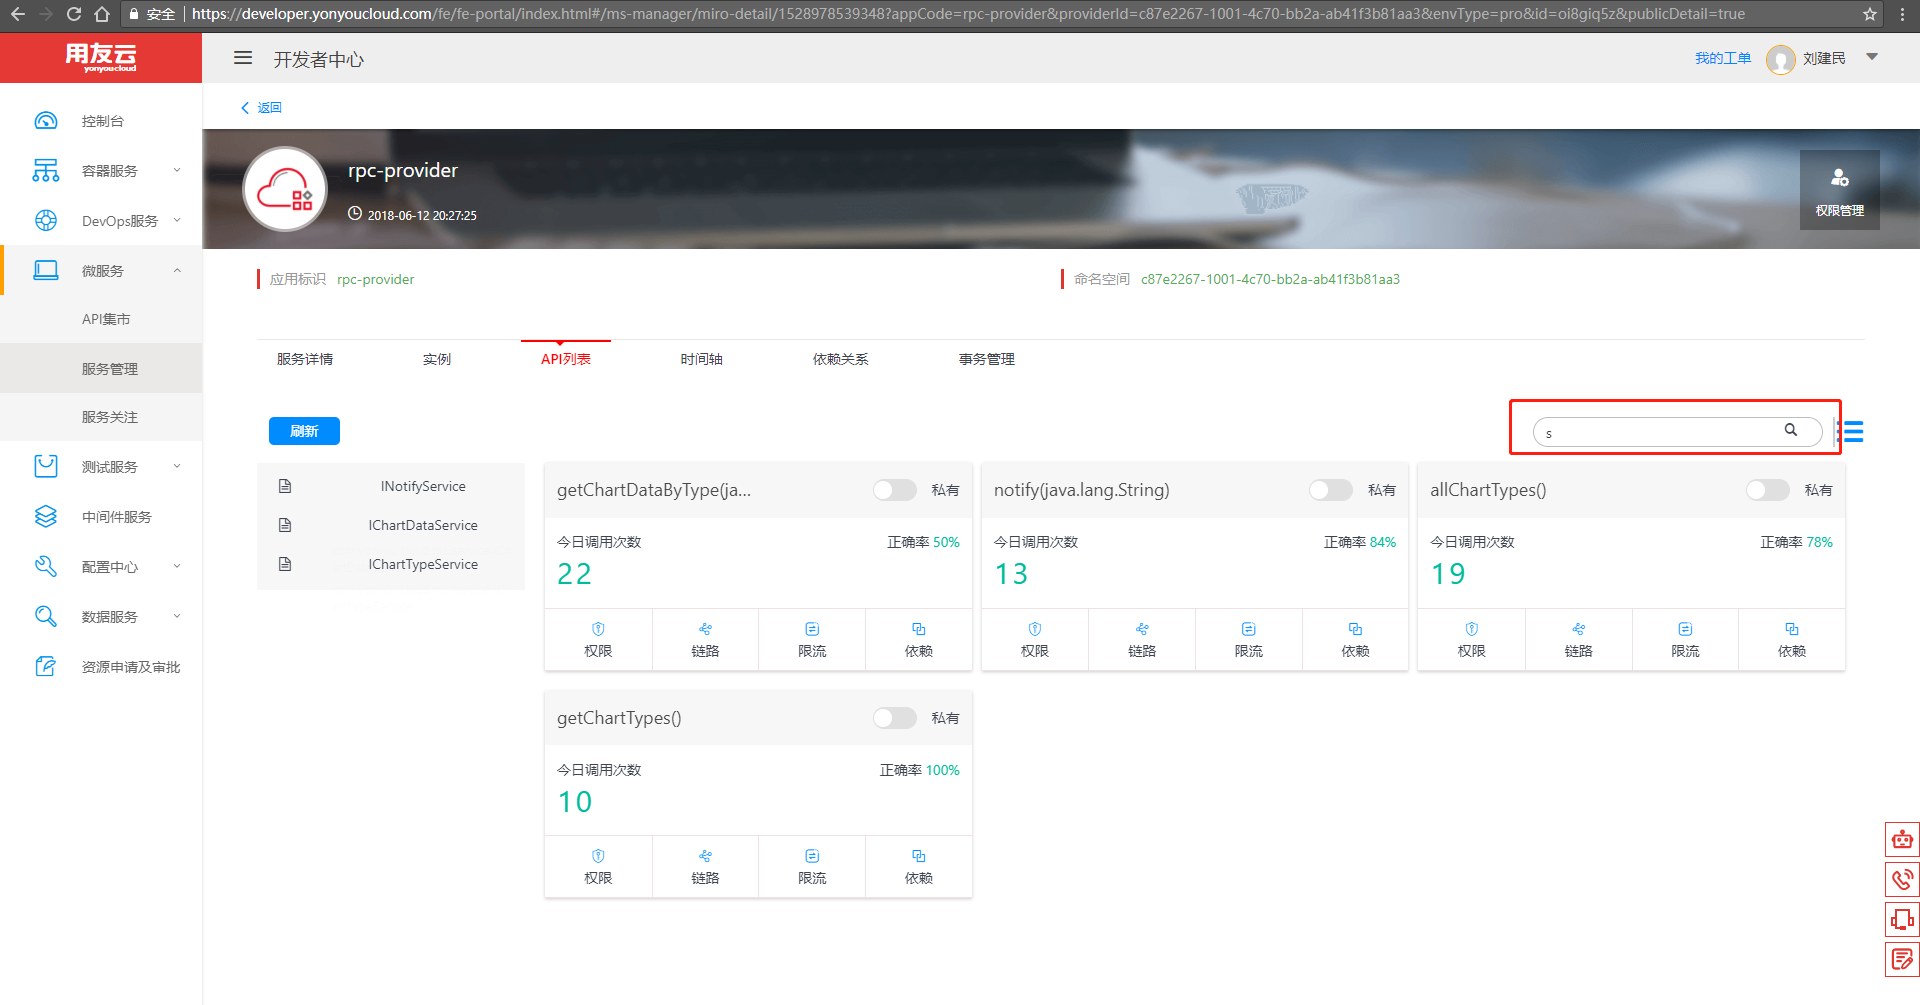 安全 https://developer.yonyoucloud.com/fe/fe-portal/index.html#/ms-manager/miro-detail/1528978539348?appCode=rpc-provider&providerId=c87e2267-1001-4c70-bb2a-ab41f3b81aa3&envType=pro&id=oi8giq5z&publicDetail=true
用友云
yonyoucloud
开发者中心
我的工单
刘建民
控制台
容器服务
DevOps服务
微服务
API集市
服务管理
服务关注
测试服务
中间件服务
配置中心
数据服务
资源申请及审批
返回
rpc-provider
2018-06-12 20:27:25
权限管理
应用标识 rpc-provider
命名空间 c87e2267-1001-4c70-bb2a-ab41f3b81aa3
服务详情 实例 API列表 时间轴 依赖关系 事务管理
刷新
s
INotifyService
IChartDataService
IChartTypeService
getChartDataByType(ja... 私有
今日调用次数 正确率 50%
22
权限 链路 限流 依赖
notify(java.lang.String) 私有
今日调用次数 正确率 84%
13
权限 链路 限流 依赖
allChartTypes() 私有
今日调用次数 正确率 78%
19
权限 链路 限流 依赖
getChartTypes() 私有
今日调用次数 正确率 100%
10
权限 链路 限流 依赖